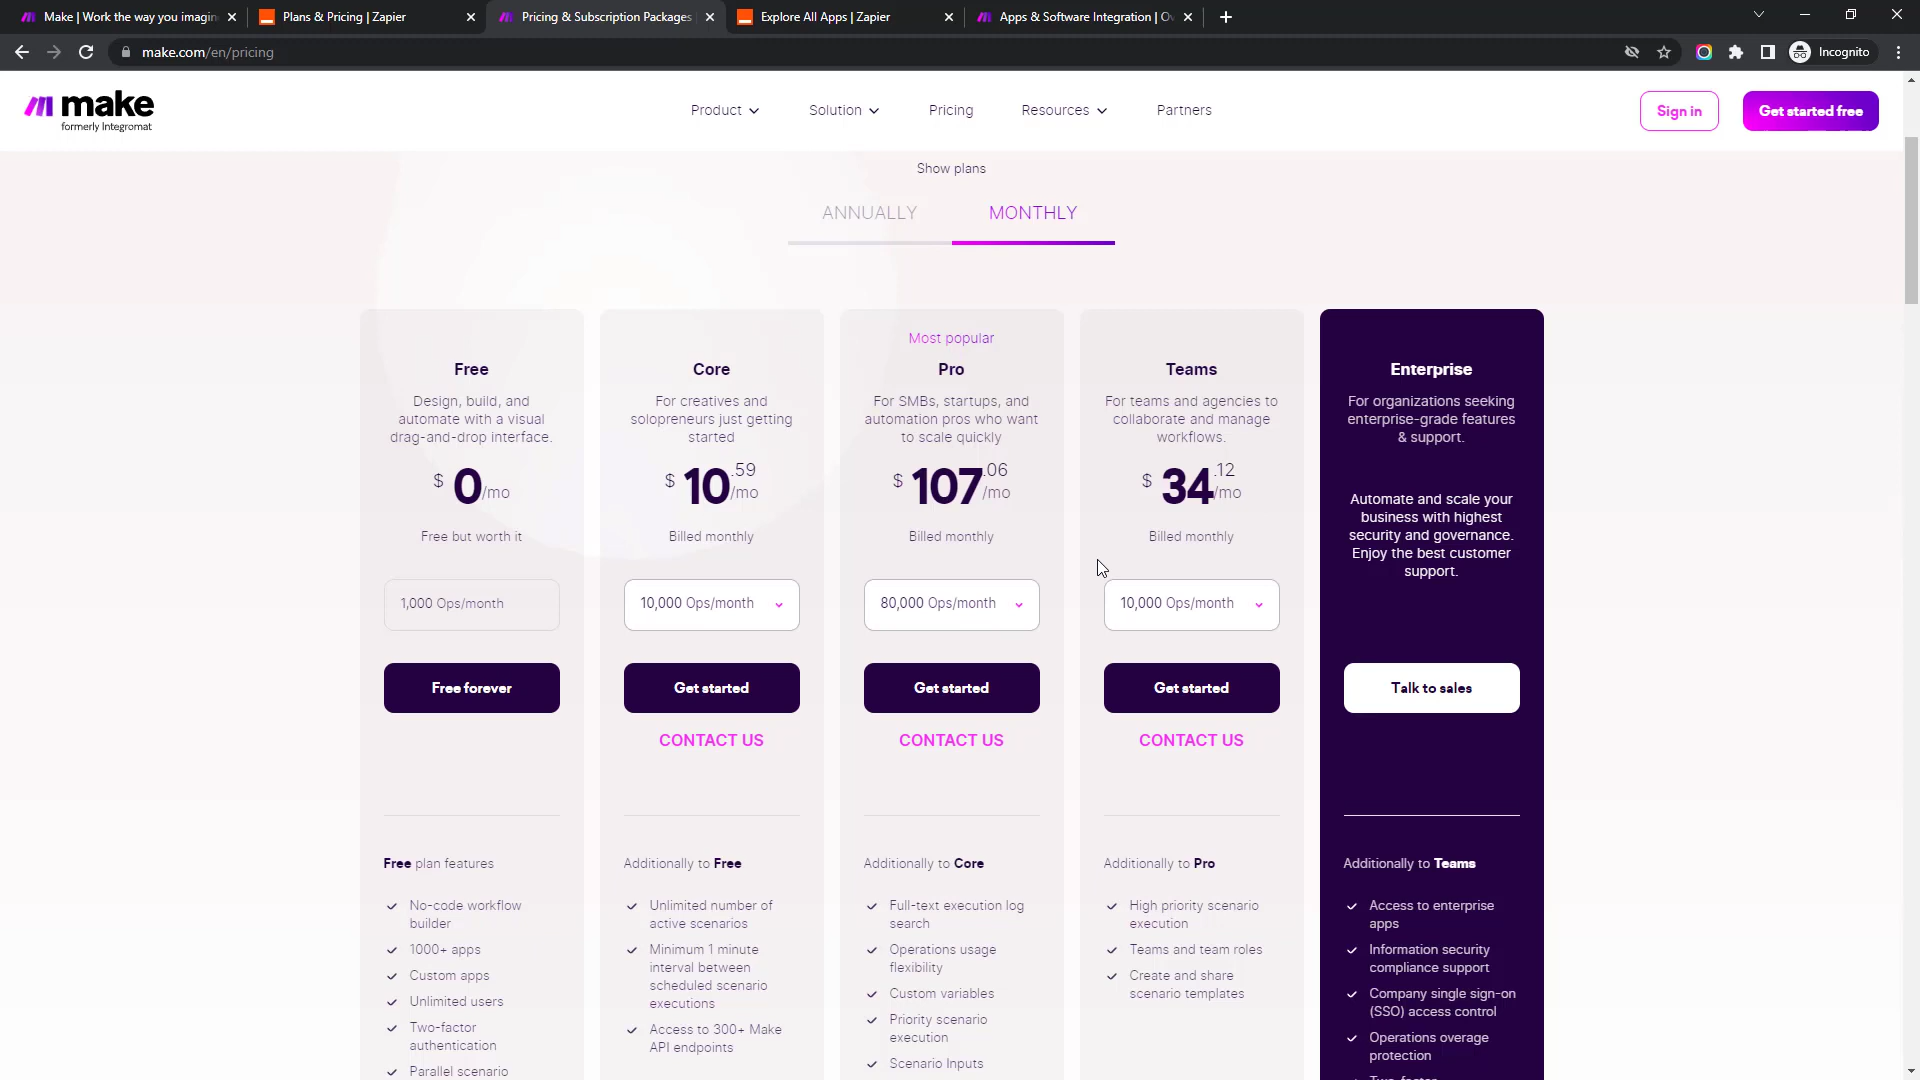 Make | Work the way you imagin
Plans & Pricing | Zapier
Pricing & Subscription Packages
Explore All Apps | Zapier
Apps & Software Integration | Ov
make.com/en/pricing
Incognito
make
formerly Integromat
Product
Solution
Pricing
Resources
Partners
Sign in
Get started free
Show plans
ANNUALLY
MONTHLY
Free
Design, build, and
automate with a visual
drag-and-drop interface.
$ 0/mo
Free but worth it
1,000 Ops/month
Free forever
Free plan features
No-code workflow
builder
1000+ apps
Custom apps
Unlimited users
Two-factor
authentication
Parallel scenario
Core
For creatives and
solopreneurs just getting
started
$ 10.59/mo
Billed monthly
10,000 Ops/month
Get started
CONTACT US
Additionally to Free
Unlimited number of
active scenarios
Minimum 1 minute
interval between
scheduled scenario
executions
Access to 300+ Make
API endpoints
Most popular
Pro
For SMBs, startups, and
automation pros who want
to scale quickly
$ 107.06/mo
Billed monthly
80,000 Ops/month
Get started
CONTACT US
Additionally to Core
Full-text execution log
search
Operations usage
flexibility
Custom variables
Priority scenario
execution
Scenario Inputs
Teams
For teams and agencies to
collaborate and manage
workflows.
$ 34.12/mo
Billed monthly
10,000 Ops/month
Get started
CONTACT US
Additionally to Pro
High priority scenario
execution
Teams and team roles
Create and share
scenario templates
Enterprise
For organizations seeking
enterprise-grade features
& support.
Automate and scale your
business with highest
security and governance.
Enjoy the best customer
support.
Talk to sales
Additionally to Teams
Access to enterprise
apps
Information security
compliance support
Company single sign-on
(SSO) access control
Operations overage
protection